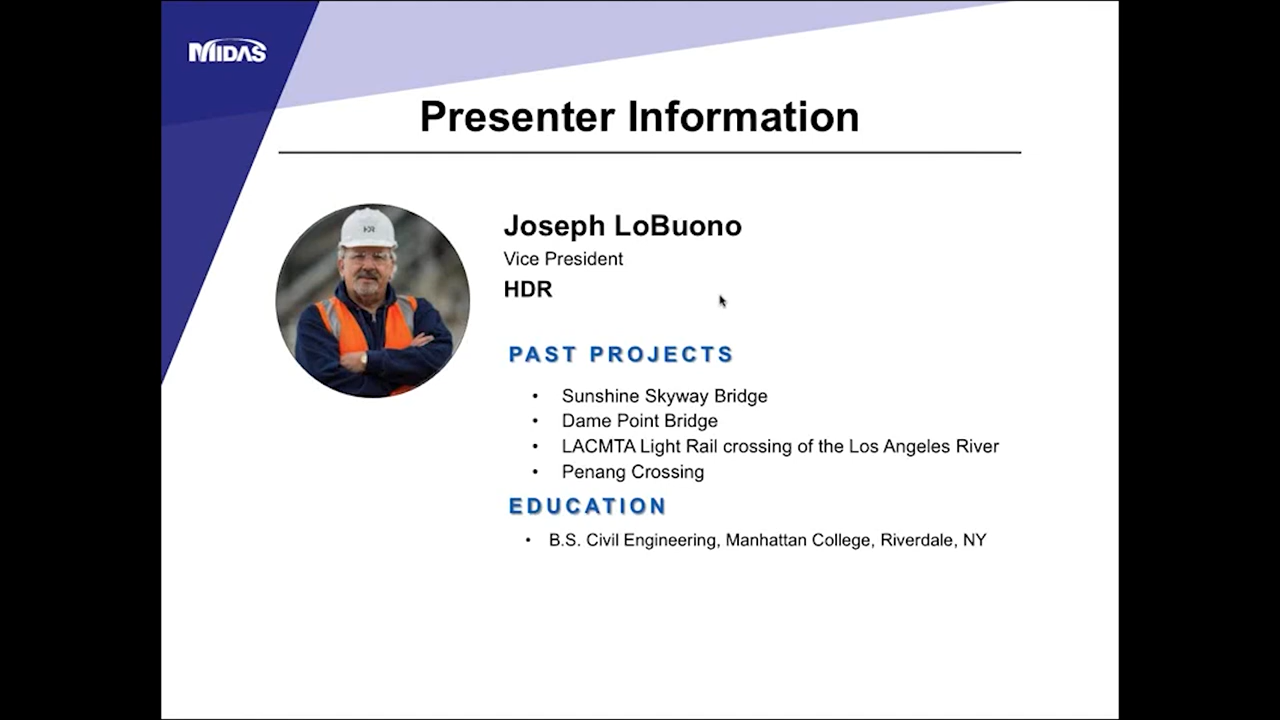 MIDAS
Presenter Information
HDR
Joseph LoBuono
Vice President
HDR
PAST PROJECTS
• Sunshine Skyway Bridge
• Dame Point Bridge
• LACMTA Light Rail crossing of the Los Angeles River
• Penang Crossing
EDUCATION
• B.S. Civil Engineering, Manhattan College, Riverdale, NY